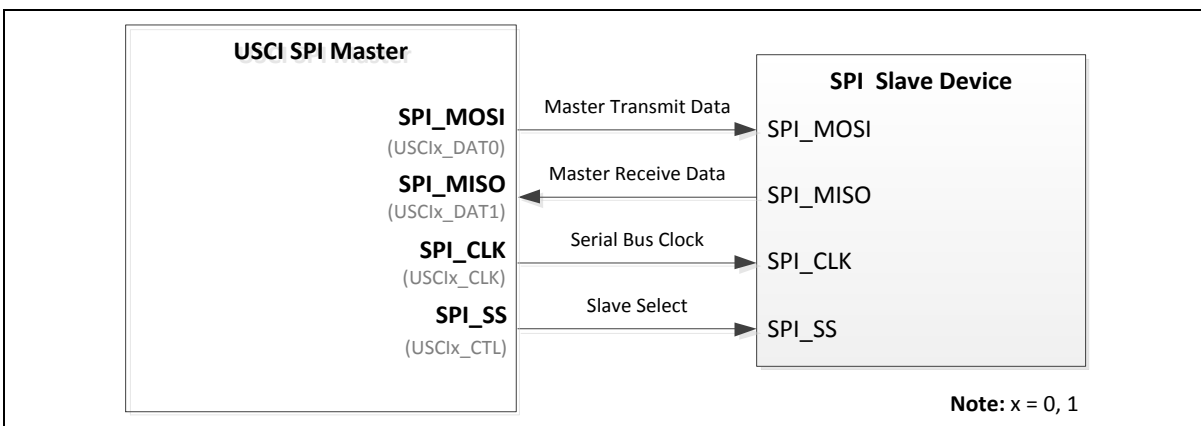 USCI SPI Master
SPI Slave Device
SPI_MOSI
(USCIx_DAT0)
Master Transmit Data
SPI_MOSI
SPI_MISO
(USCIx_DAT1)
Master Receive Data
SPI_MISO
SPI_CLK
(USCIx_CLK)
Serial Bus Clock
SPI_CLK
SPI_SS
(USCIx_CTL)
Slave Select
SPI_SS
Note: x = 0, 1